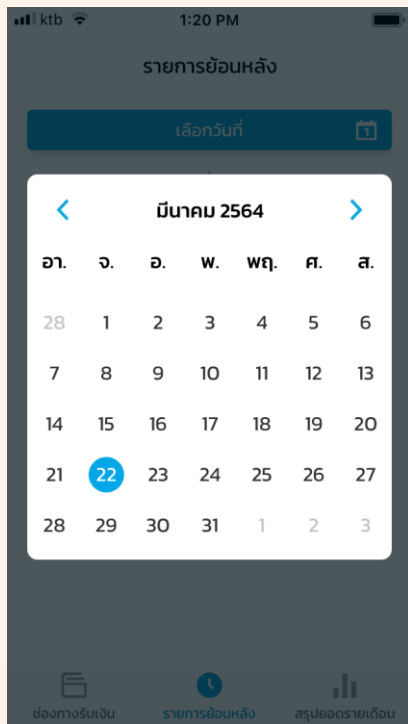 ktb 1:20 PM
รายการย้อนหลัง
เลือกวันที่ 1
มีนาคม 2564
อา. จ. อ. พ. พฤ. ศ. ส.
28 1 2 3 4 5 6
7 8 9 10 11 12 13
14 15 16 17 18 19 20
21 22 23 24 25 26 27
28 29 30 31 1 2 3
ช่องทางรับเงิน รายการย้อนหลัง สรุปยอดรายเดือน